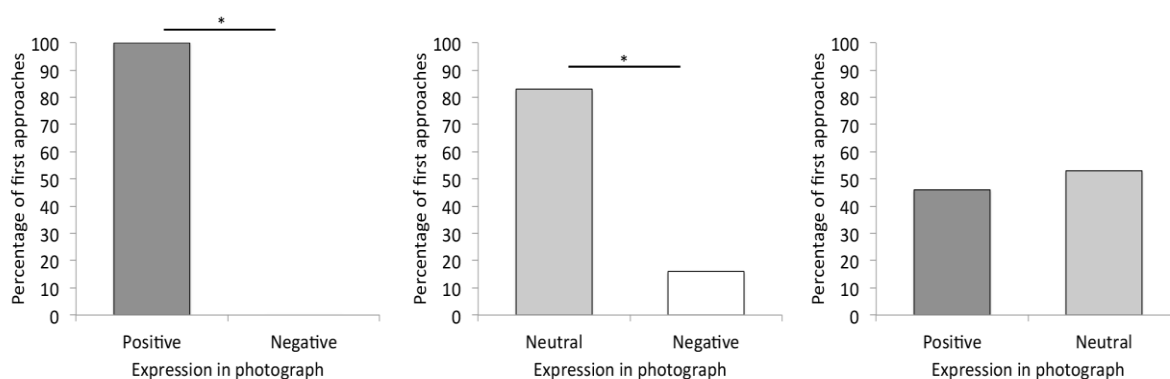 *
Percentage of first approaches
100
90
80
70
60
50
40
30
20
10
0
Positive
Negative
Expression in photograph
*
Percentage of first approaches
100
90
80
70
60
50
40
30
20
10
0
Neutral
Negative
Expression in photograph
Percentage of first approaches
100
90
80
70
60
50
40
30
20
10
0
Positive
Neutral
Expression in photograph